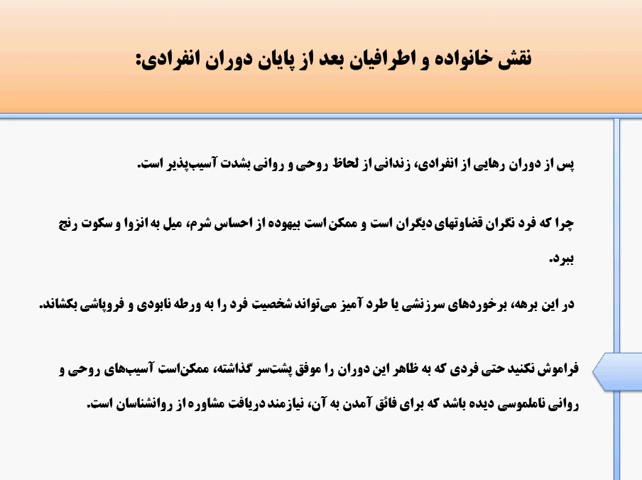 نقش خانواده و اطرافیان بعد از پایان دوران انفرادی:
پس از دوران رهایی از انفرادی، زندانی از لحاظ روحی و روانی بشدت آسیب‌پذیر است.
چرا که فرد نگران قضاوتهای دیگران است و ممکن است بیهوده از احساس شرم، میل به انزوا و سکوت رنج
ببرد.
در این برهه، برخوردهای سرزنشی یا طرد آمیز می‌تواند شخصیت فرد را به ورطه نابودی و فروپاشی بکشاند.
فراموش نکنید حتی فردی که به ظاهر این دوران را موفق پشت‌سر گذاشته، ممکن‌است آسیب‌های روحی و
روانی ناملموسی دیده باشد که برای فائق آمدن به آن، نیازمند دریافت مشاوره از روانشناسان است.